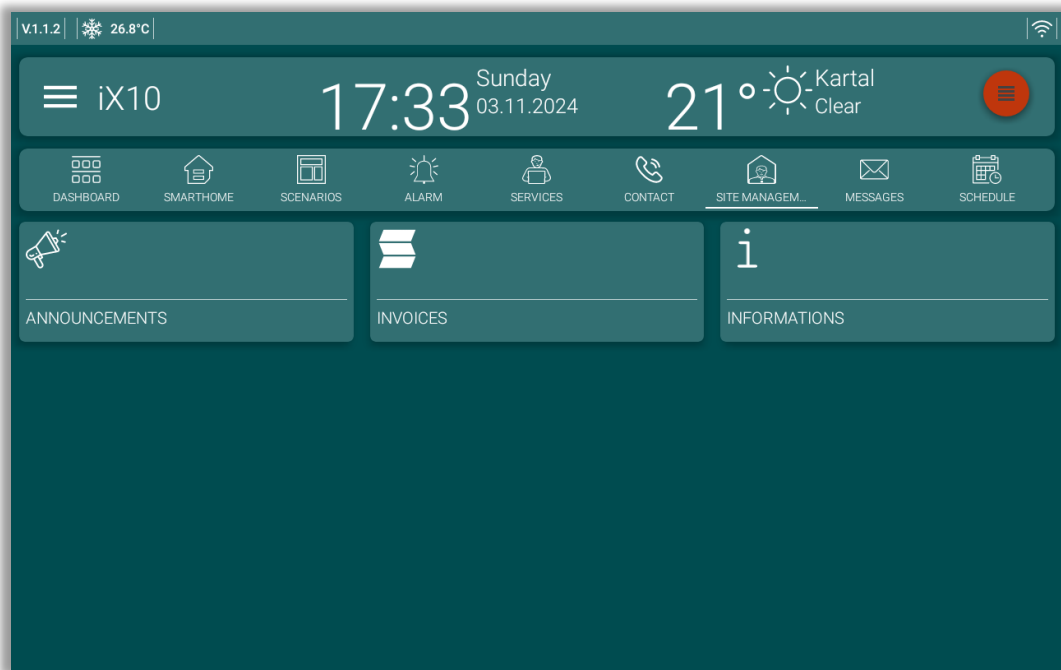 V.1.1.2 26.8°C
iX10
17:33
Sunday
03.11.2024
21°
Kartal
Clear
DASHBOARD SMARTHOME SCENARIOS ALARM SERVICES CONTACT SITE MANAGEM... MESSAGES SCHEDULE
ANNOUNCEMENTS INVOICES INFORMATIONS